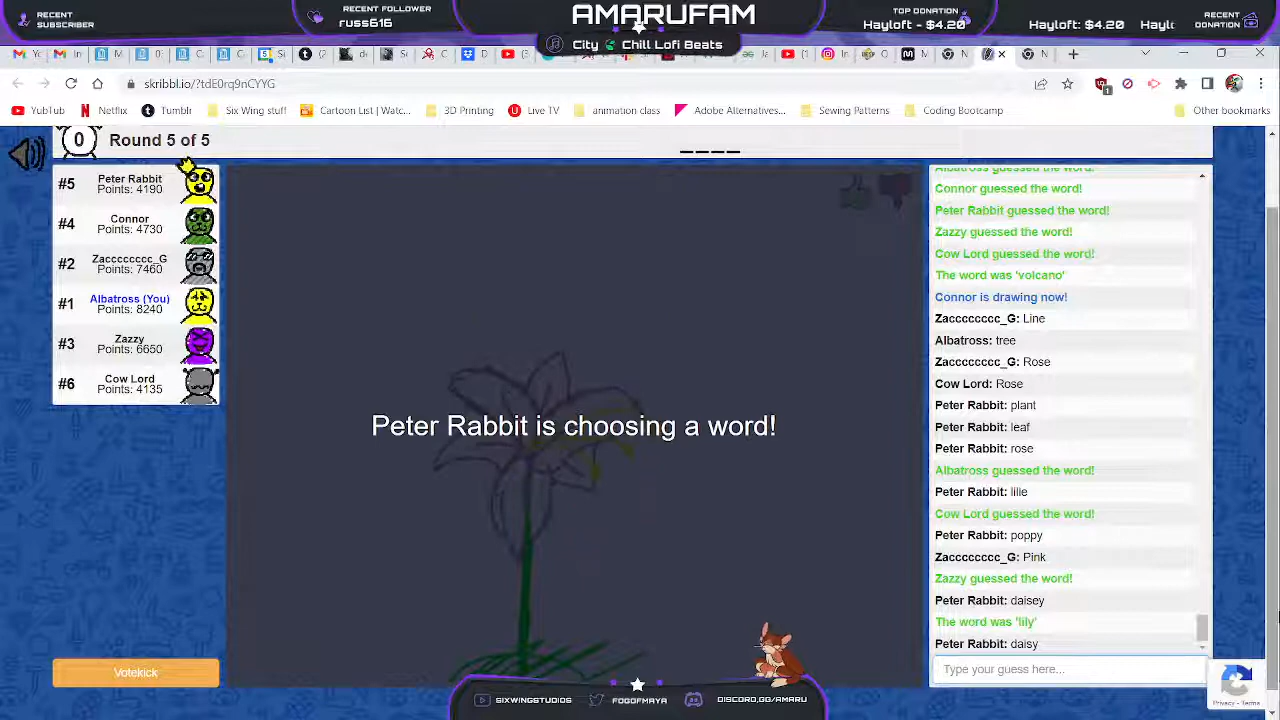 RECENT
SUBSCRIBER
RECENT FOLLOWER
russ616
AMARUFAM
TOP DONATION
Hayloft - $4.20
Hayloft: $4.20
RECENT
DONATION
City
Chill Lofi Beats
skribbl.io/?tdE0rq9nCYYG
YubTub
Netflix
Tumblr
Six Wing stuff
Cartoon List (Watc...
3D Printing
Live TV
animation class
Adobe Alternatives...
Sewing Patterns
Coding Bootcamp
Other bookmarks
0
Round 5 of 5
_ _ _ _
#5
Peter Rabbit
Points: 4190
#4
Connor
Points: 4730
#2
Zacccccccc_G
Points: 7460
#1
Albatross (You)
Points: 8240
#3
Zazzy
Points: 6650
#6
Cow Lord
Points: 4135
Votekick
Peter Rabbit is choosing a word!
Albatross guessed the word!
Connor guessed the word!
Peter Rabbit guessed the word!
Zazzy guessed the word!
Cow Lord guessed the word!
The word was 'volcano'
Connor is drawing now!
Zacccccccc_G: Line
Albatross: tree
Zacccccccc_G: Rose
Cow Lord: Rose
Peter Rabbit: plant
Peter Rabbit: leaf
Peter Rabbit: rose
Albatross guessed the word!
Peter Rabbit: lille
Cow Lord guessed the word!
Peter Rabbit: poppy
Zacccccccc_G: Pink
Zazzy guessed the word!
Peter Rabbit: daisey
The word was 'lily'
Peter Rabbit: daisy
Type your guess here...
Privacy - Terms
SIXWINGSTUDIOS
FOGOFMAYA
DISCORD.GG/AMARU